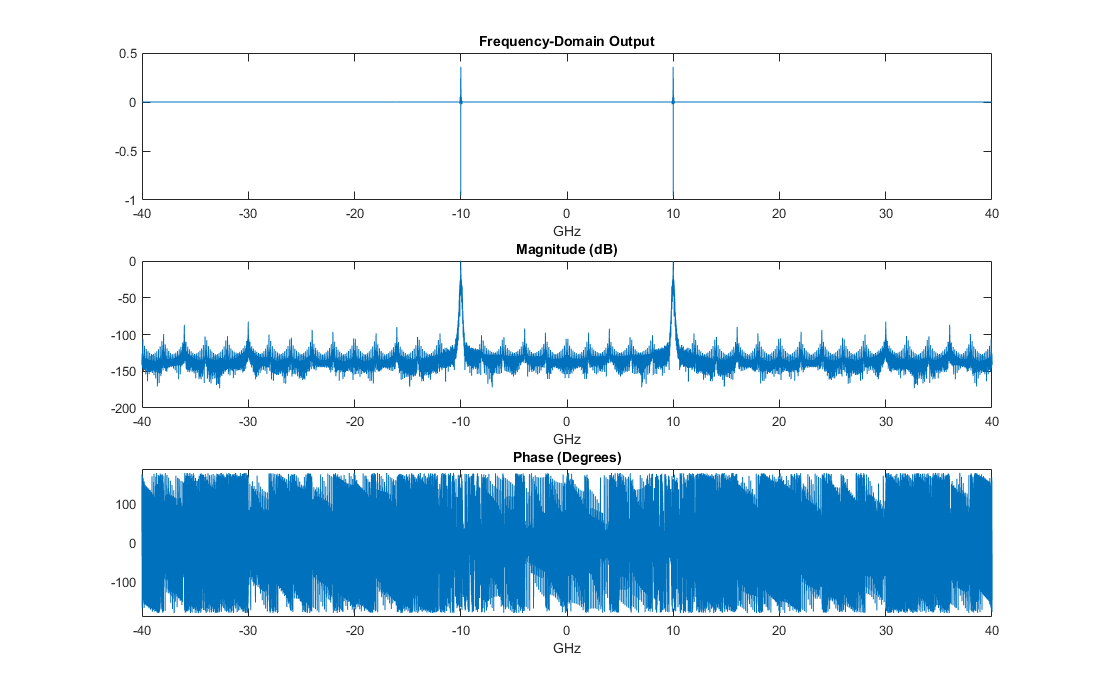 Frequency-Domain Output
0.5
0
-0.5
-1
-40 -30 -20 -10 0 10 20 30 40
GHz
Magnitude (dB)
0
-50
-100
-150
-200
-40 -30 -20 -10 0 10 20 30 40
GHz
Phase (Degrees)
100
0
-100
-40 -30 -20 -10 0 10 20 30 40
GHz